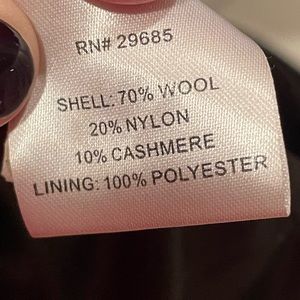 RN# 29685
SHELL: 70% WOOL
20% NYLON
10% CASHMERE
LINING: 100% POLYESTER